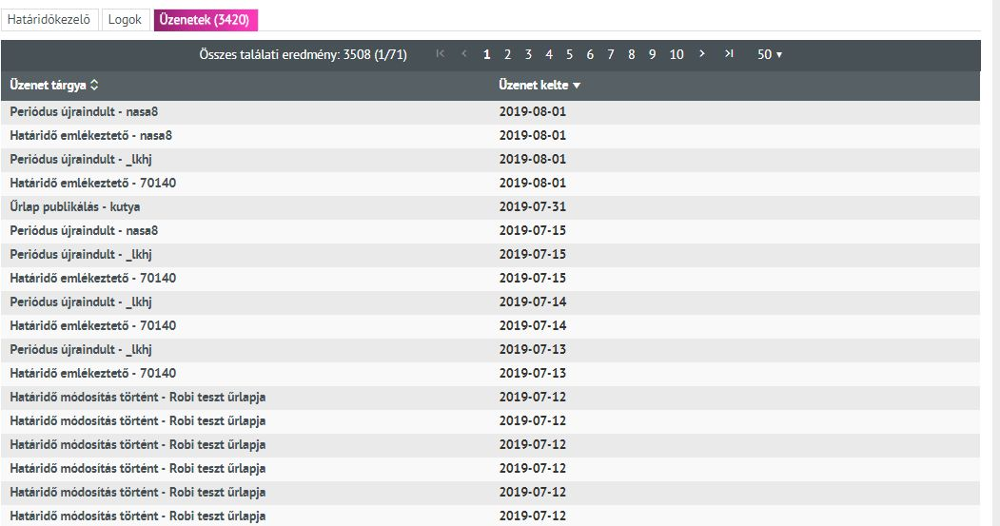 Határidőkezelő Logok Üzenetek (3420)
Összes találati eredmény: 3508 (1/71) 1 2 3 4 5 6 7 8 9 10 50
Üzenet tárgya Üzenet kelte
Periódus újraindult - nasa8 2019-08-01
Határidő emlékeztető - nasa8 2019-08-01
Periódus újraindult - _lkhj 2019-08-01
Határidő emlékeztető - 70140 2019-08-01
Űrlap publikálás - kutya 2019-07-31
Periódus újraindult - nasa8 2019-07-15
Periódus újraindult - _lkhj 2019-07-15
Határidő emlékeztető - 70140 2019-07-15
Periódus újraindult - _lkhj 2019-07-14
Határidő emlékeztető - 70140 2019-07-14
Periódus újraindult - _lkhj 2019-07-13
Határidő emlékeztető - 70140 2019-07-13
Határidő módosítás történt - Robi teszt űrlapja 2019-07-12
Határidő módosítás történt - Robi teszt űrlapja 2019-07-12
Határidő módosítás történt - Robi teszt űrlapja 2019-07-12
Határidő módosítás történt - Robi teszt űrlapja 2019-07-12
Határidő módosítás történt - Robi teszt űrlapja 2019-07-12
Határidő módosítás történt - Robi teszt űrlapja 2019-07-12